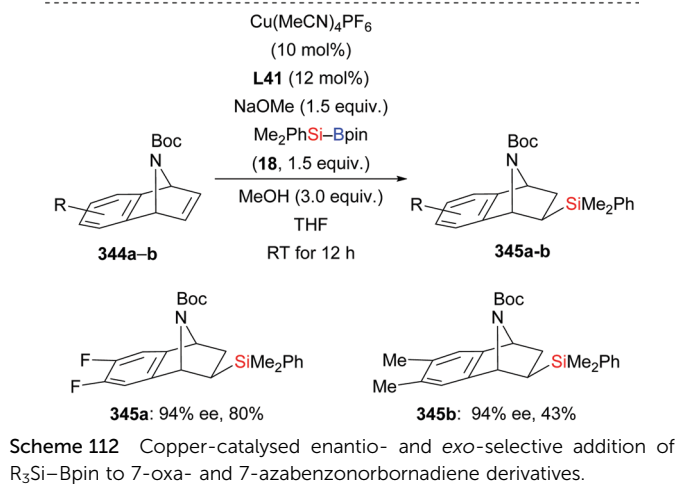 Cu(MeCN)4PF6
(10 mol%)
L41 (12 mol%)
NaOMe (1.5 equiv.)
Me2PhSi–Bpin
(18, 1.5 equiv.)
MeOH (3.0 equiv.)
THF
RT for 12 h
Boc
N
R
344a–b
Boc
N
R
SiMe2Ph
345a-b
Boc
N
F
F
SiMe2Ph
345a: 94% ee, 80%
Boc
N
Me
Me
SiMe2Ph
345b: 94% ee, 43%
Scheme 112 Copper-catalysed enantio- and exo-selective addition of
R3Si–Bpin to 7-oxa- and 7-azabenzonorbornadiene derivatives.